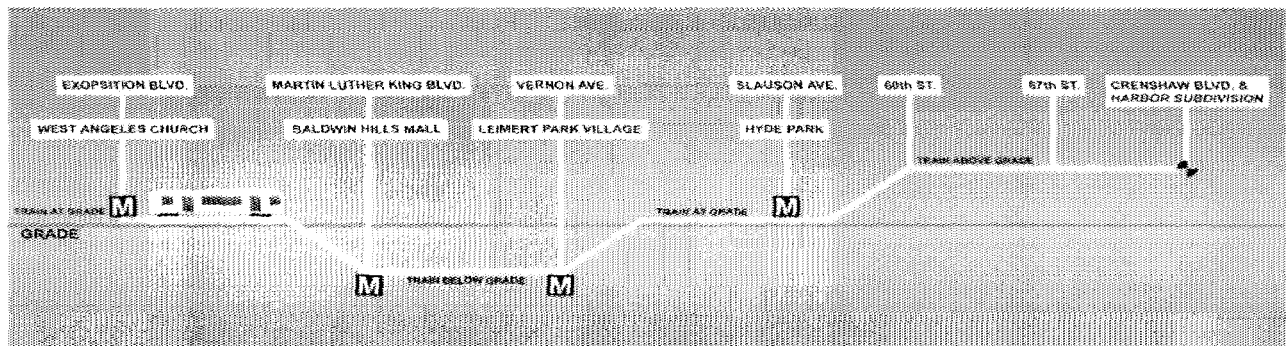 EXOPSITION BLVD.
MARTIN LUTHER KING BLVD.
VERNON AVE.
SLAUSON AVE.
60th ST.
67th ST.
CRENSHAW BLVD. &
HARBOR SUBDIVISION
WEST ANGELES CHURCH
BALDWIN HILLS MALL
LEIMERT PARK VILLAGE
HYDE PARK
TRAIN ABOVE GRADE
TRAIN AT GRADE
M
TRAIN AT GRADE
M
GRADE
M
TRAIN BELOW GRADE
M